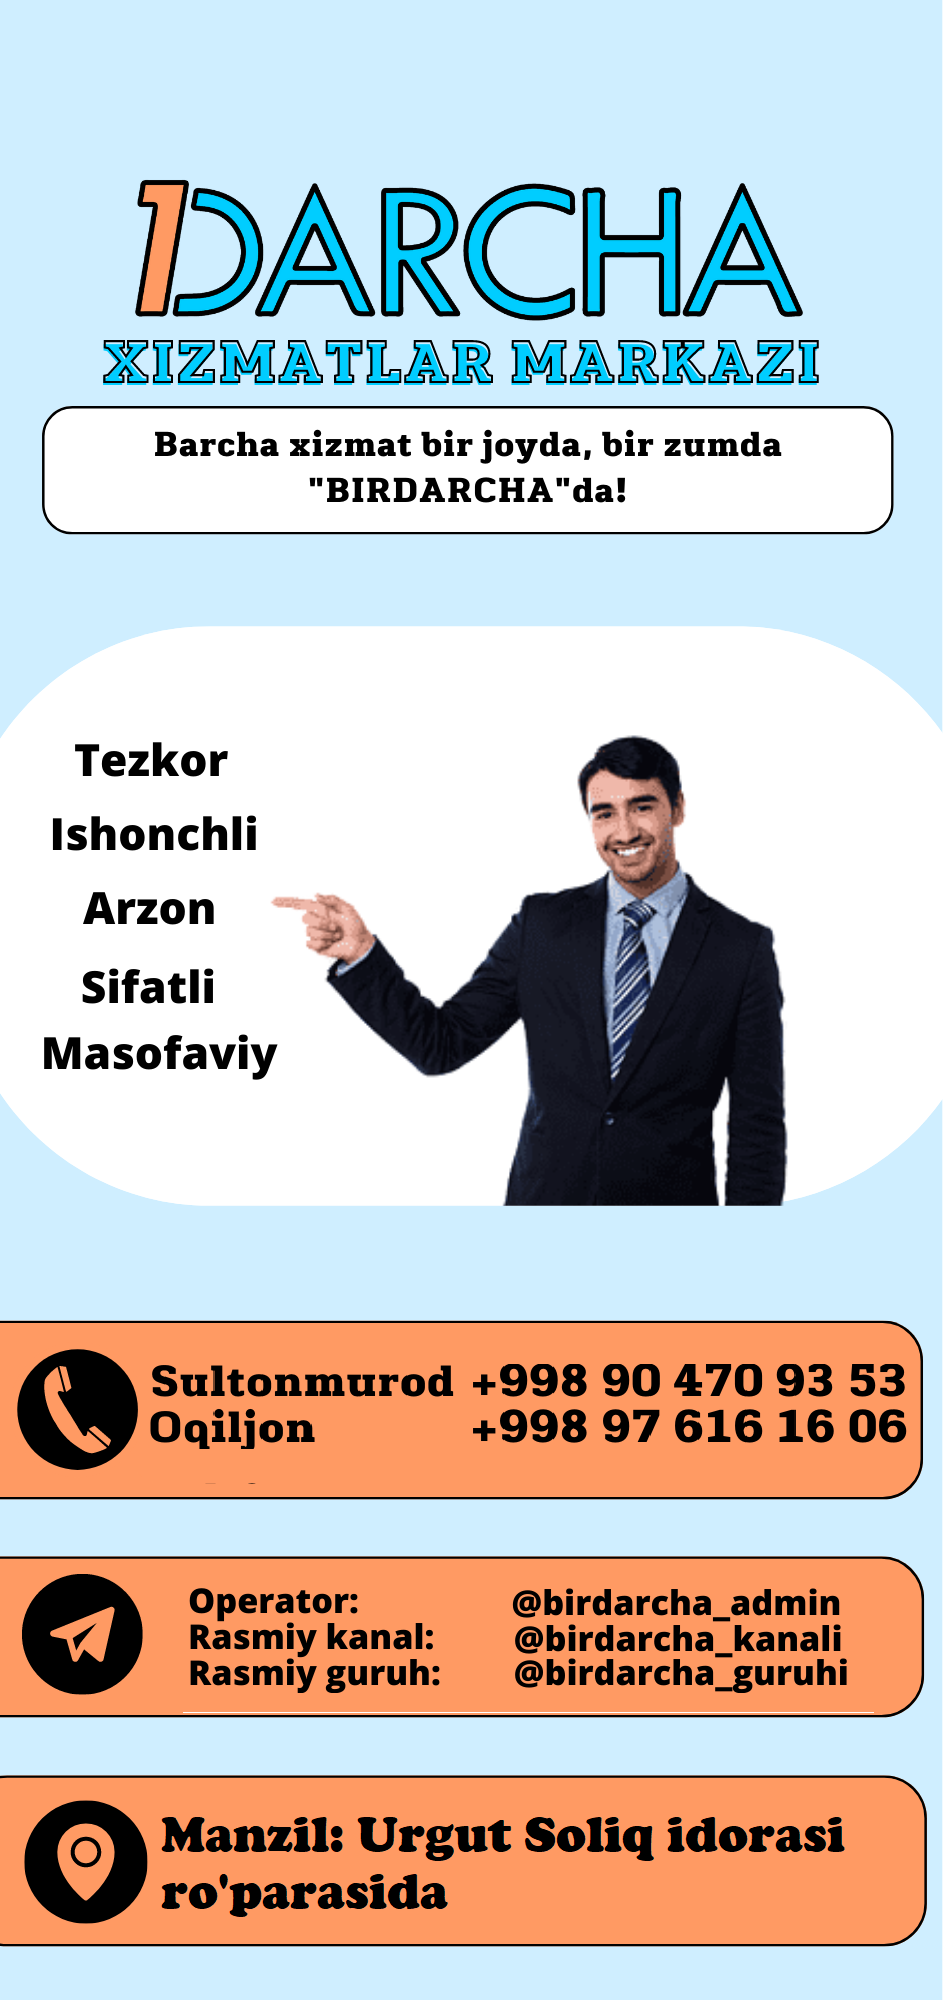 1DARCHA
XIZMATLAR MARKAZI
Barcha xizmat bir joyda, bir zumda
"BIRDARCHA"da!
Tezkor
Ishonchli
Arzon
Sifatli
Masofaviy
Sultonmurod +998 90 470 93 53
Oqiljon +998 97 616 16 06
Operator: @birdarcha_admin
Rasmiy kanal: @birdarcha_kanali
Rasmiy guruh: @birdarcha_guruhi
Manzil: Urgut Soliq idorasi
ro'parasida